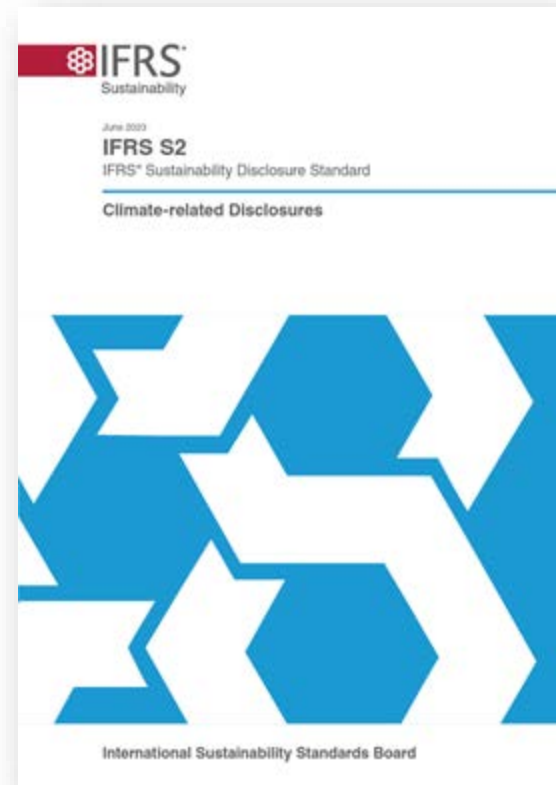 IFRS®
Sustainability
June 2023
IFRS S2
IFRS® Sustainability Disclosure Standard
Climate-related Disclosures
International Sustainability Standards Board